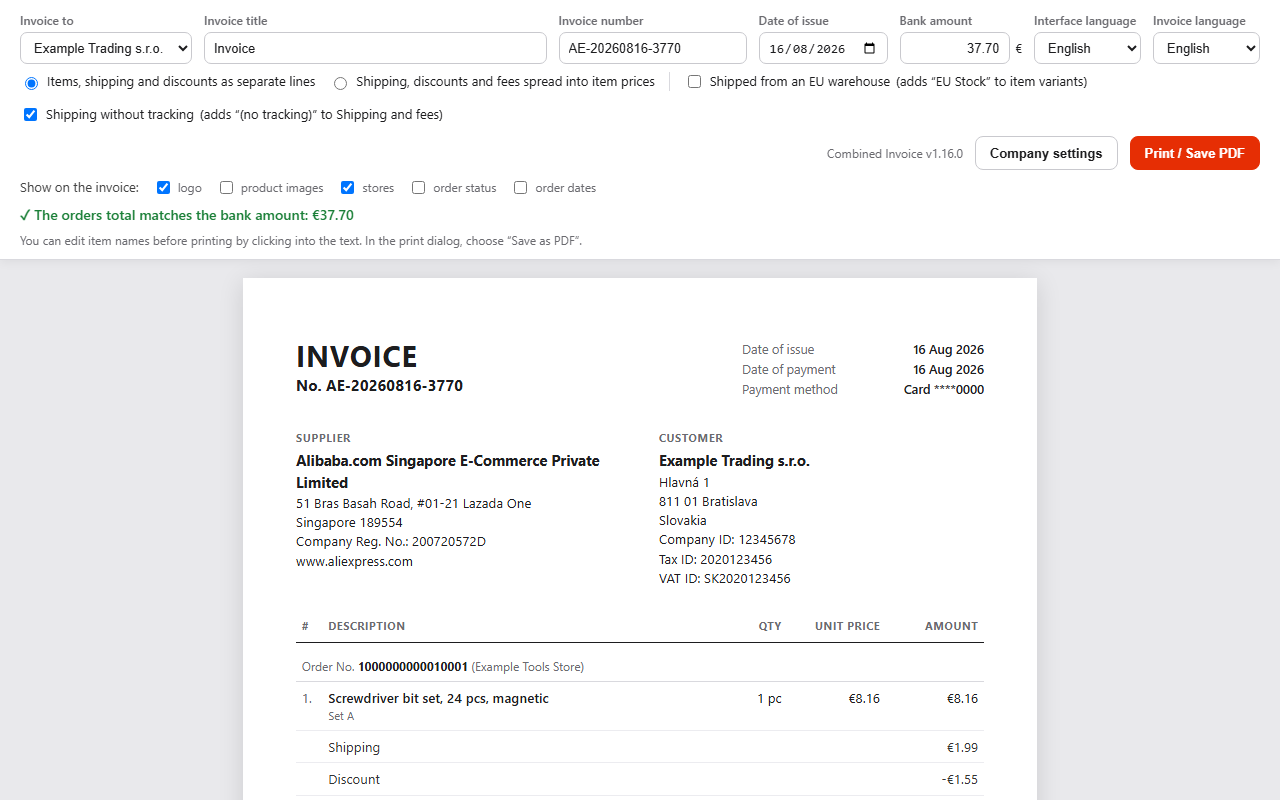 Invoice to
Invoice title
Invoice number
Date of issue
Bank amount
Interface language
Invoice language
Example Trading s.r.o.
Invoice
AE-20260816-3770
16/08/2026
37.70 €
English
English
Items, shipping and discounts as separate lines
Shipping, discounts and fees spread into item prices
Shipped from an EU warehouse (adds “EU Stock” to item variants)
Shipping without tracking (adds “(no tracking)” to Shipping and fees)
Combined Invoice v1.16.0
Company settings
Print / Save PDF
Show on the invoice: logo product images stores order status order dates
✓ The orders total matches the bank amount: €37.70
You can edit item names before printing by clicking into the text. In the print dialog, choose “Save as PDF”.
INVOICE
No. AE-20260816-3770
Date of issue 16 Aug 2026
Date of payment 16 Aug 2026
Payment method Card ****0000
SUPPLIER
Alibaba.com Singapore E-Commerce Private
Limited
51 Bras Basah Road, #01-21 Lazada One
Singapore 189554
Company Reg. No.: 200720572D
www.aliexpress.com
CUSTOMER
Example Trading s.r.o.
Hlavná 1
811 01 Bratislava
Slovakia
Company ID: 12345678
Tax ID: 2020123456
VAT ID: SK2020123456
# DESCRIPTION QTY UNIT PRICE AMOUNT
Order No. 1000000000010001 (Example Tools Store)
1. Screwdriver bit set, 24 pcs, magnetic 1 pc €8.16 €8.16
Set A
Shipping €1.99
Discount -€1.55